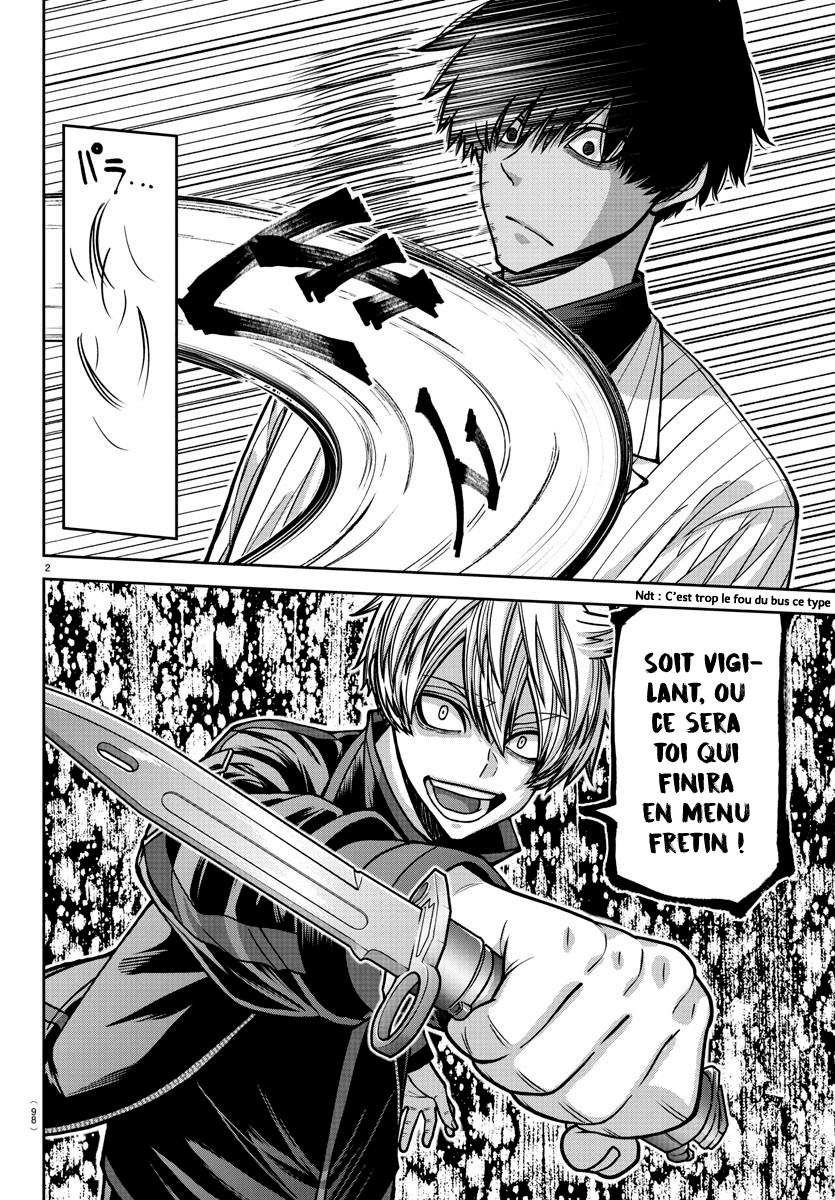 パラ…
ヒュッ
2
Ndt : C'est trop le fou du bus ce type
SOIT VIGI-
LANT, OU
CE SERA
TOI QUI
FINIRA
EN MENU
FRETIN !
(98)